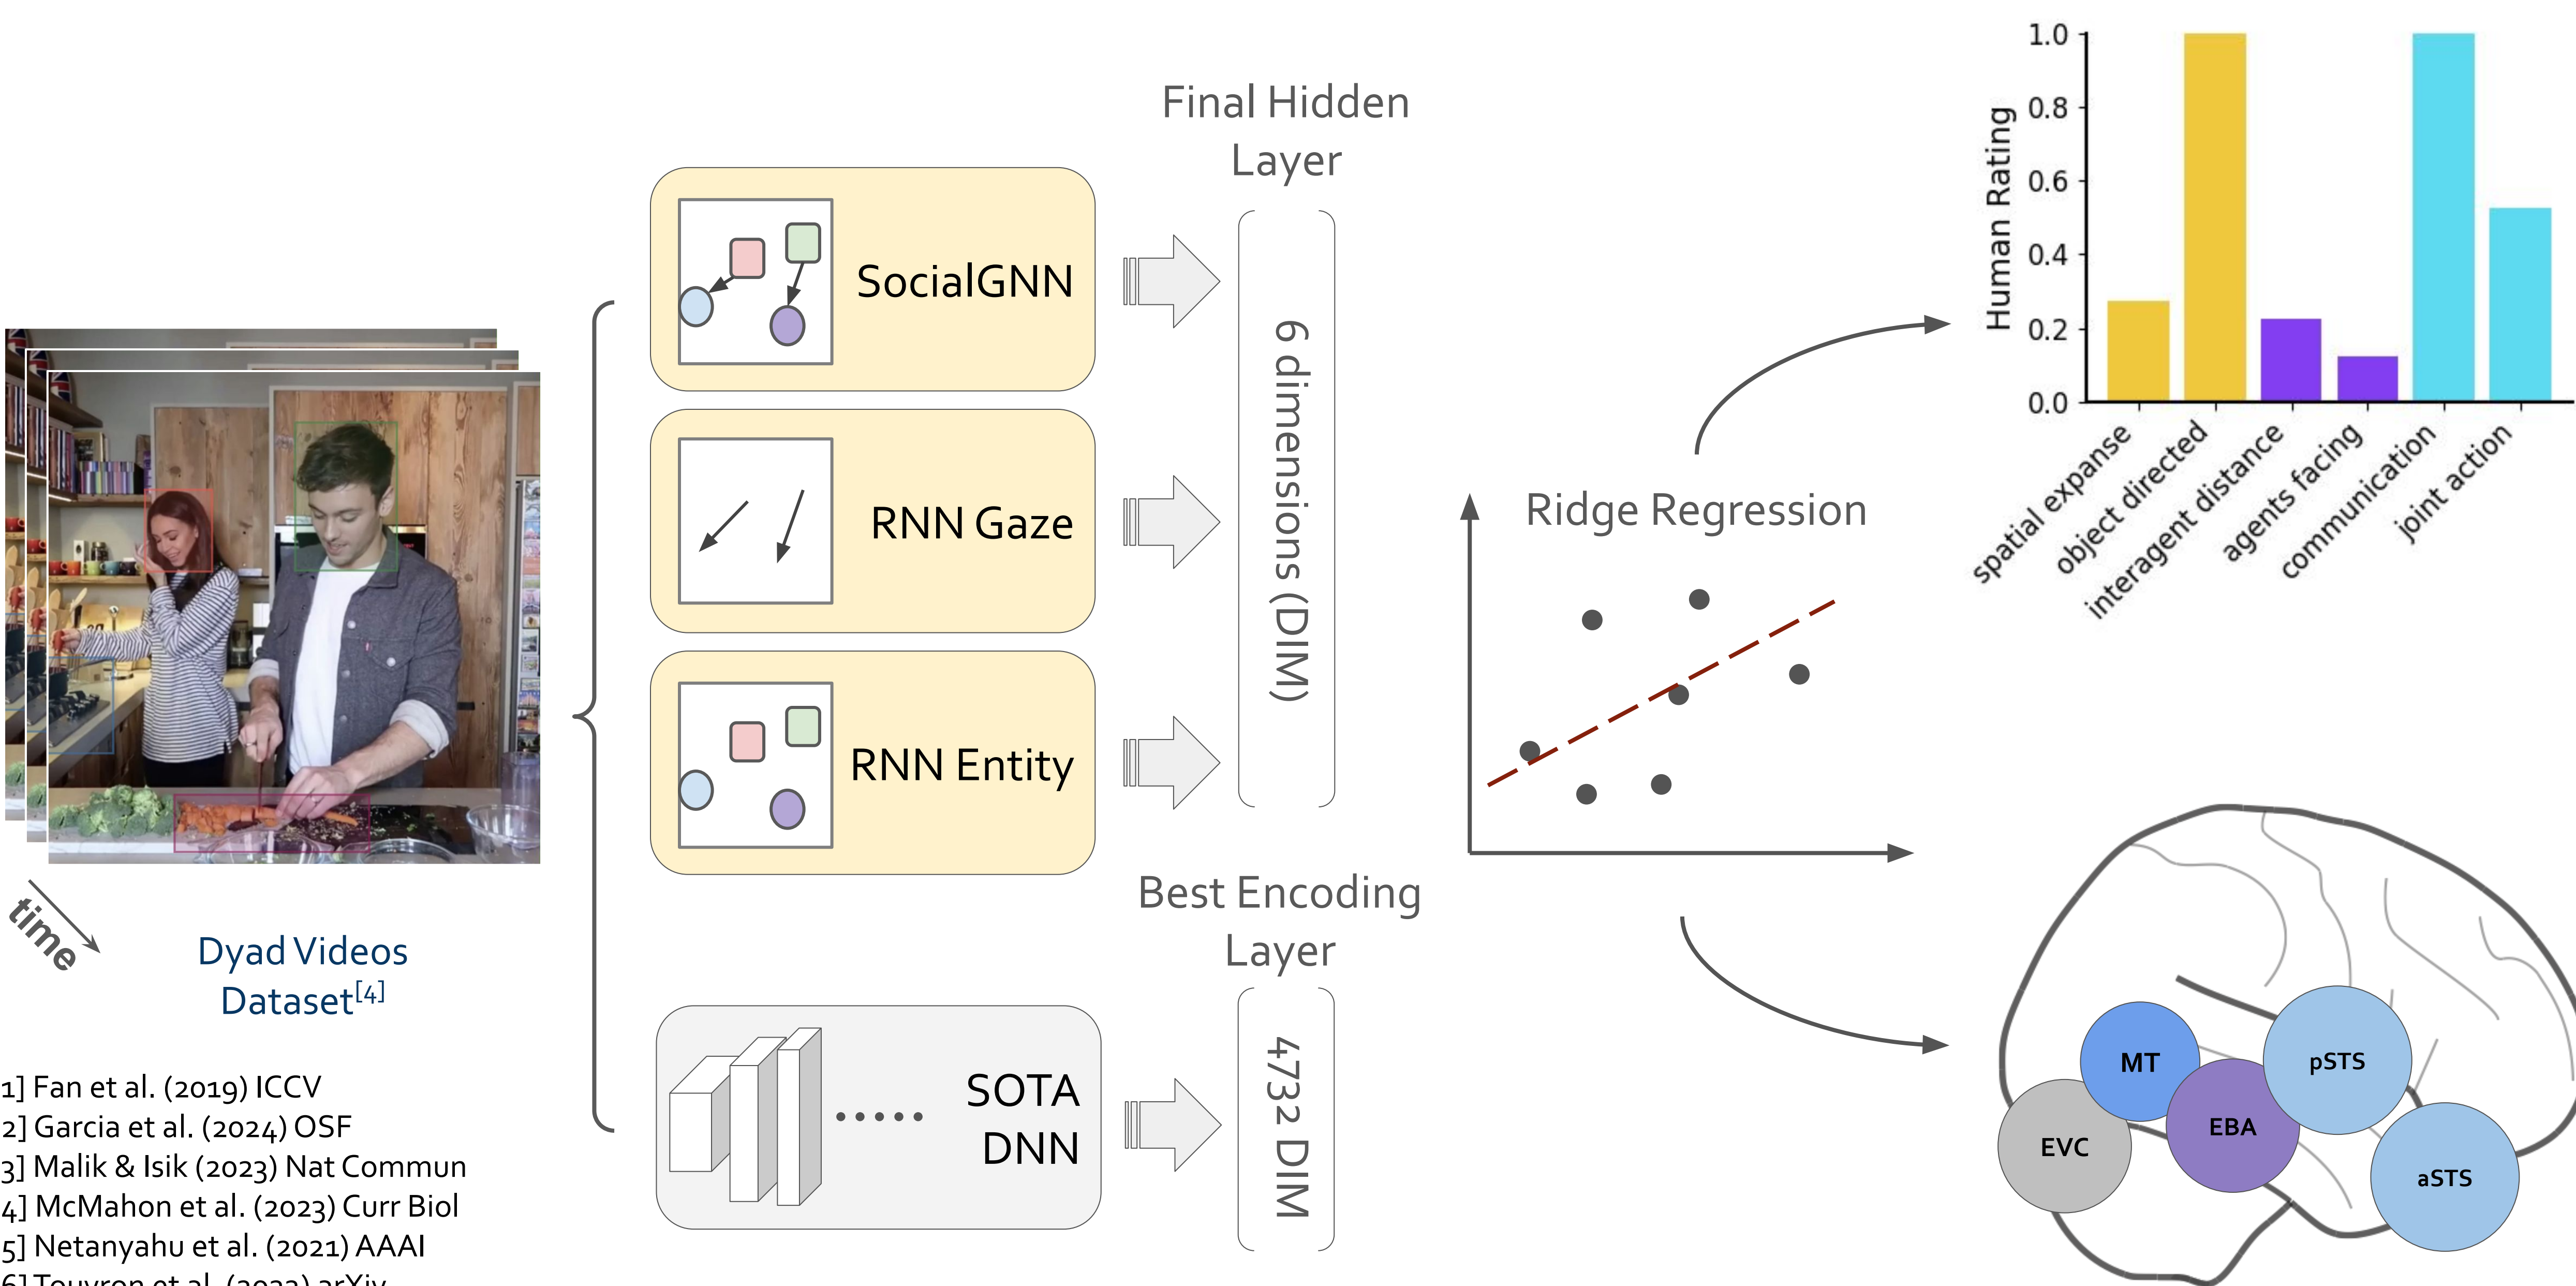 time
Dyad Videos
Dataset[4]
1] Fan et al. (2019) ICCV
2] Garcia et al. (2024) OSF
3] Malik & Isik (2023) Nat Commun
4] McMahon et al. (2023) Curr Biol
5] Netanyahu et al. (2021) AAAI
SocialGNN
RNN Gaze
RNN Entity
SOTA
DNN
Final Hidden
Layer
6 dimensions (DIM)
Best Encoding
Layer
4732 DIM
Ridge Regression
Human Rating
1.0
0.8
0.6
0.4
0.2
0.0
spatial expanse
object directed
interagent distance
agents facing
communication
joint action
MT
pSTS
EBA
EVC
aSTS